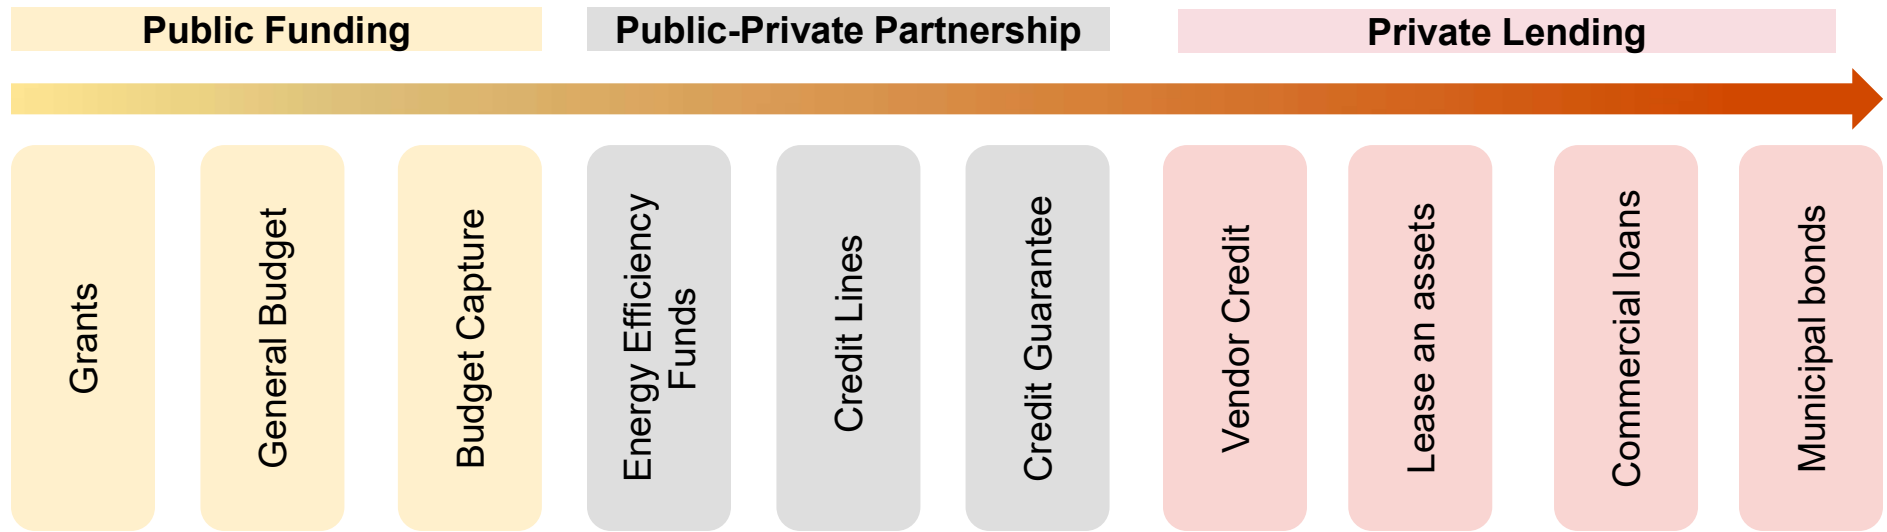 Public Funding
Public-Private Partnership
Private Lending
Grants
General Budget
Budget Capture
Energy Efficiency
Funds
Credit Lines
Credit Guarantee
Vendor Credit
Lease an assets
Commercial loans
Municipal bonds